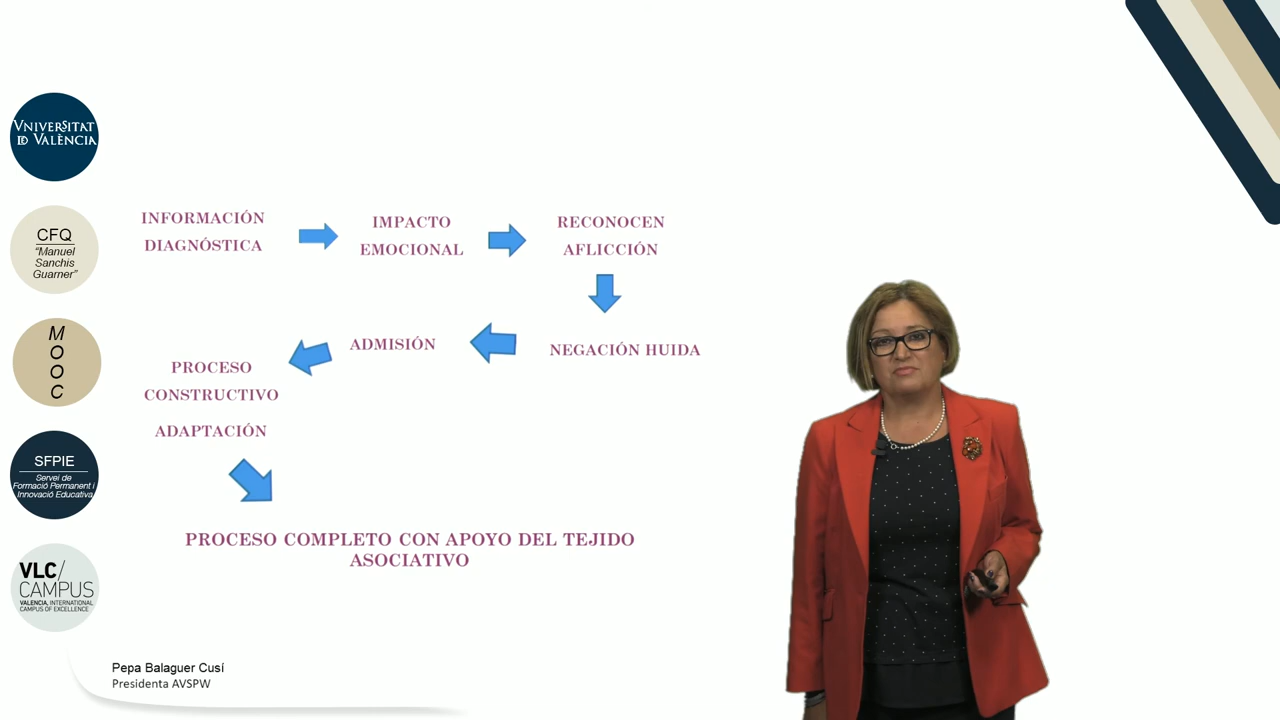 VNIVERSITAT
ID VALÈNCIA
CFQ
"Manuel
Sanchis
Guarner"
M
O
O
C
SFPIE
Servei de
Formació Permanent i
Innovació Educativa
VLC/
CAMPUS
VALENCIA, INTERNATIONAL
CAMPUS OF EXCELLENCE
INFORMACIÓN
DIAGNÓSTICA
IMPACTO
EMOCIONAL
RECONOCEN
AFLICCIÓN
NEGACIÓN HUIDA
ADMISIÓN
PROCESO
CONSTRUCTIVO
ADAPTACIÓN
PROCESO COMPLETO CON APOYO DEL TEJIDO
ASOCIATIVO
Pepa Balaguer Cusí
Presidenta AVSPW